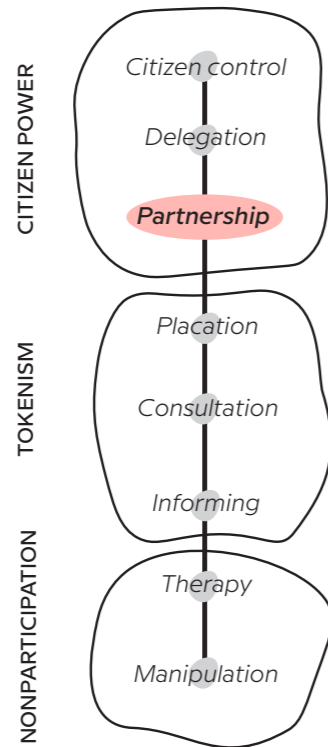 CITIZEN POWER
Citizen control
Delegation
Partnership
TOKENISM
Placation
Consultation
Informing
NONPARTICIPATION
Therapy
Manipulation